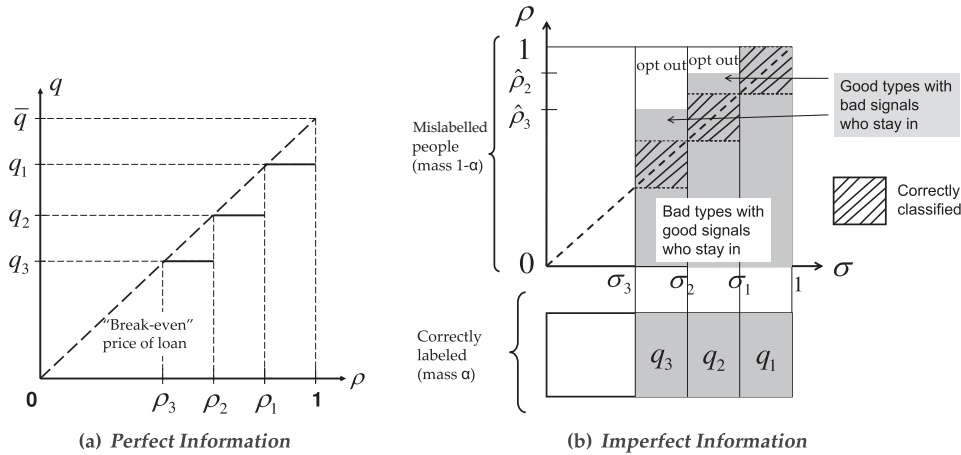 q
q̄
q1
q2
q3
"Break-even"
price of loan
0
ρ3
ρ2
ρ1
1
ρ
(a) Perfect Information
ρ
1
ρ̂2
ρ̂3
0
Mislabelled
people
(mass 1-α)
opt out
opt out
Good types with
bad signals
who stay in
Correctly
classified
Bad types with
good signals
who stay in
σ3
σ2
σ1
1
σ
Correctly
labeled
(mass α)
q3
q2
q1
(b) Imperfect Information